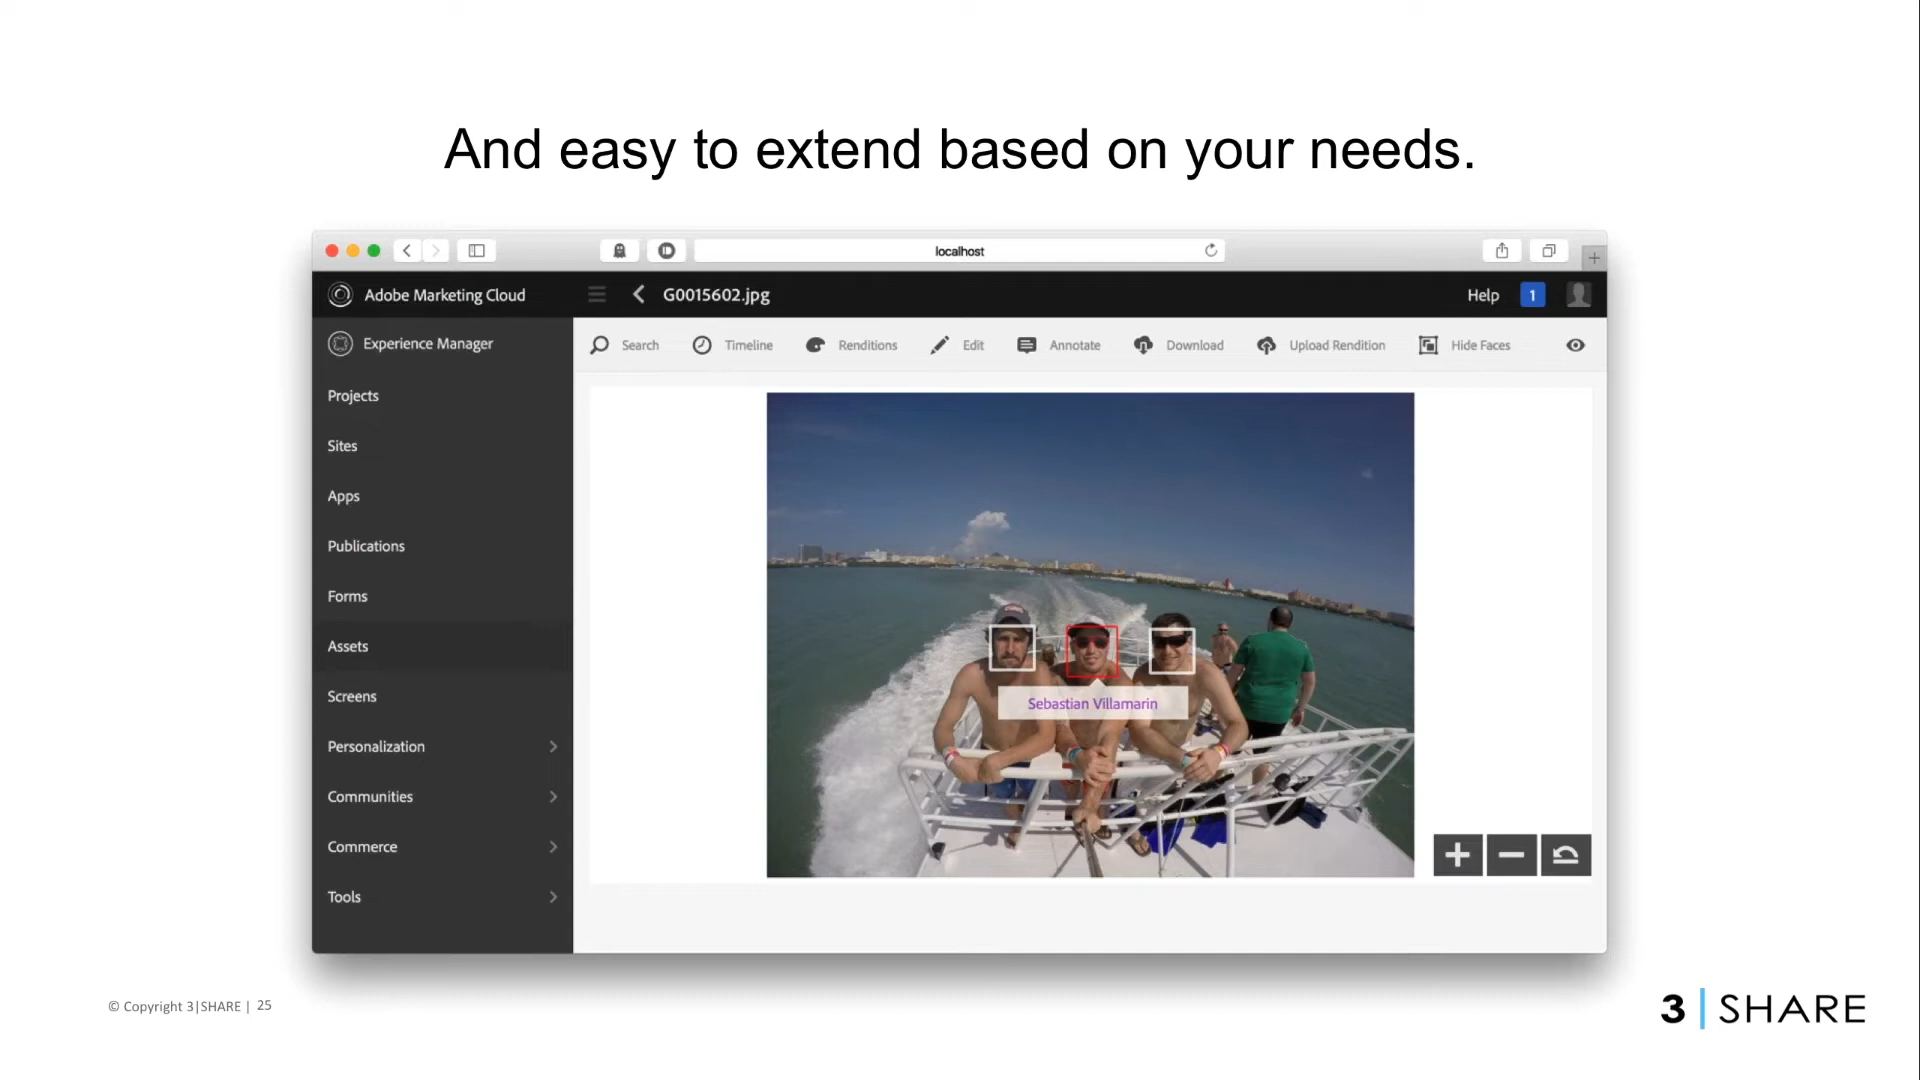 And easy to extend based on your needs.
localhost
Adobe Marketing Cloud
G0015602.jpg
Help
1
Experience Manager
Search
Timeline
Renditions
Edit
Annotate
Download
Upload Rendition
Hide Faces
Projects
Sites
Apps
Publications
Forms
Assets
Screens
Personalization
Communities
Commerce
Tools
Sebastian Villamarin
© Copyright 3|SHARE | 25
3 | SHARE